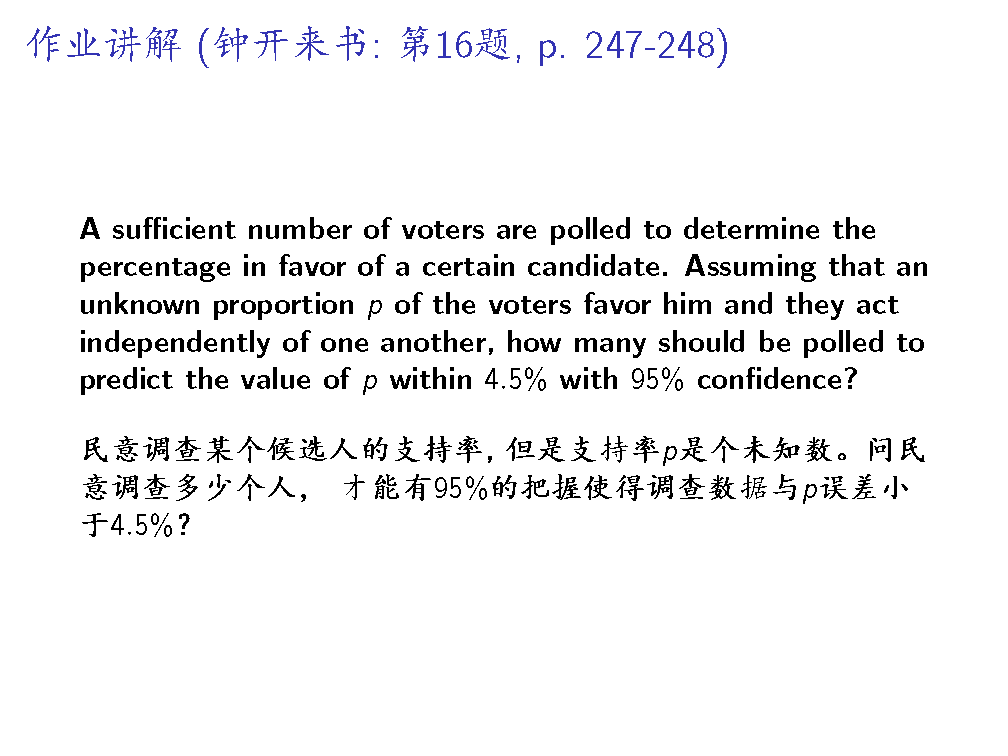 作业讲解 (钟开来书: 第16题, p. 247-248)
A sufficient number of voters are polled to determine the
percentage in favor of a certain candidate. Assuming that an
unknown proportion p of the voters favor him and they act
independently of one another, how many should be polled to
predict the value of p within 4.5% with 95% confidence?
民意调查某个候选人的支持率, 但是支持率p是个未知数。问民
意调查多少个人， 才能有95%的把握使得调查数据与p误差小
于4.5%?